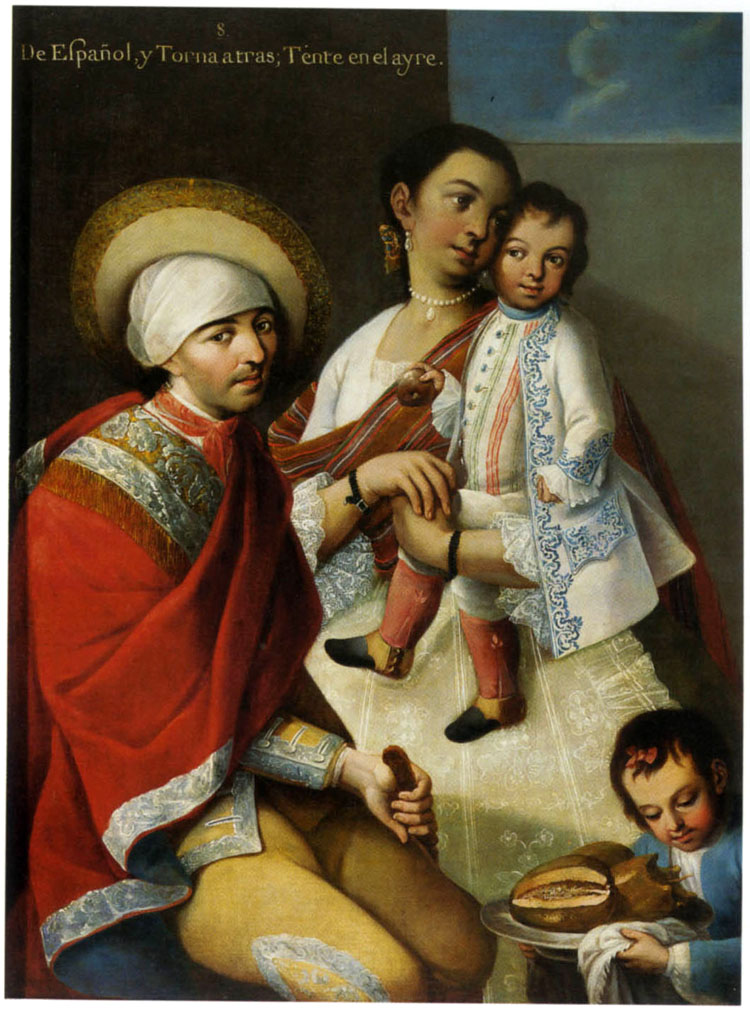 8.
De Español, y Torna atras; Tente en el ayre.